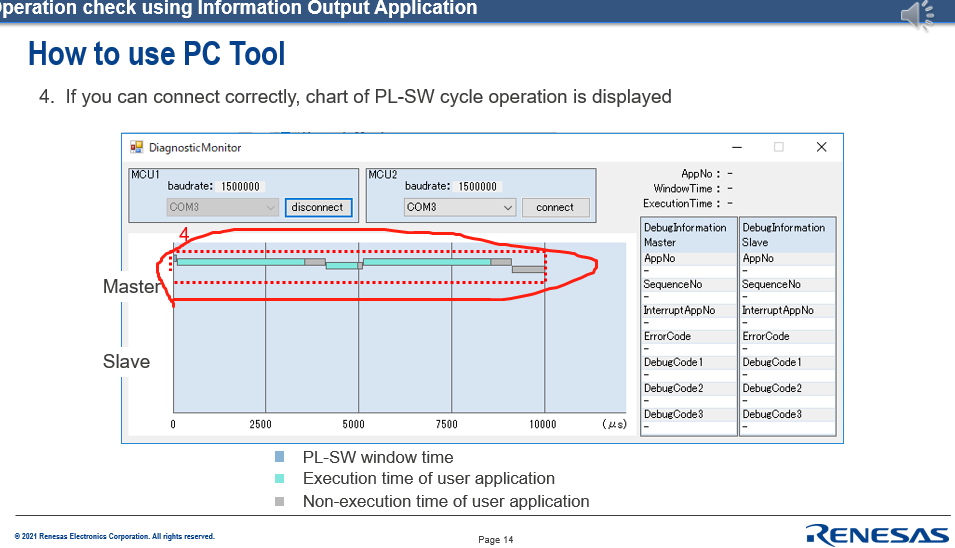 peration check using Information Output Application
How to use PC Tool
4. If you can connect correctly, chart of PL-SW cycle operation is displayed
DiagnosticMonitor
MCU1
baudrate: 1500000
COM3
disconnect
MCU2
baudrate: 1500000
COM3
connect
AppNo : -
WindowTime : -
ExecutionTime : -
4
Master
Slave
0 2500 5000 7500 10000 (μs)
DebugInformation
Master
AppNo
-
SequenceNo
-
InterruptAppNo
-
ErrorCode
-
DebugCode1
-
DebugCode2
-
DebugCode3
-
DebugInformation
Slave
AppNo
-
SequenceNo
-
InterruptAppNo
-
ErrorCode
-
DebugCode1
-
DebugCode2
-
DebugCode3
-
PL-SW window time
Execution time of user application
Non-execution time of user application
© 2021 Renesas Electronics Corporation. All rights reserved.
Page 14
RENESAS